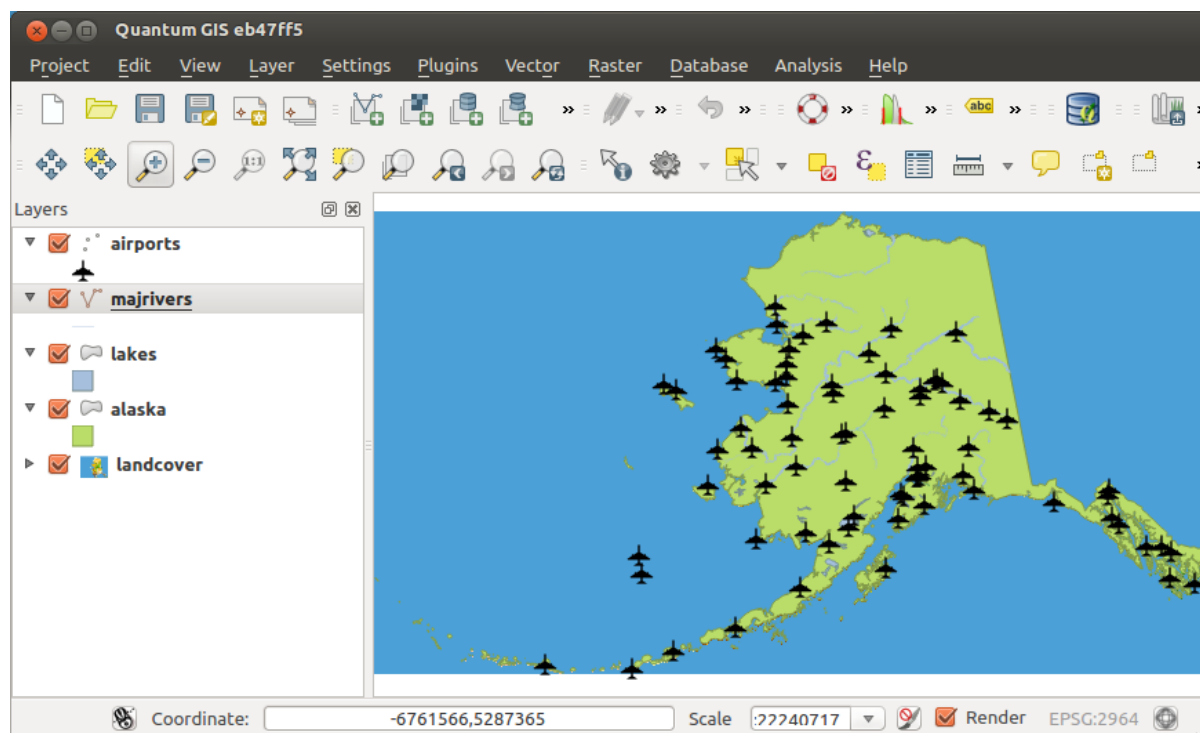 Quantum GIS eb47ff5
Project Edit View Layer Settings Plugins Vector Raster Database Analysis Help
abc
1:1
Layers
airports
majrivers
lakes
alaska
landcover
Coordinate: -6761566,5287365 Scale :22240717 Render EPSG:2964